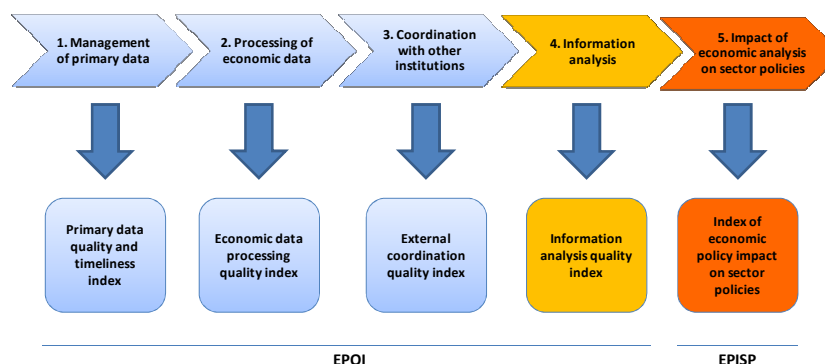 1. Management
of primary data
2. Processing of
economic data
3. Coordination
with other
institutions
4. Information
analysis
5. Impact of
economic analysis
on sector policies
Primary data
quality and
timeliness
index
Economic data
processing
quality index
External
coordination
quality index
Information
analysis quality
index
Index of
economic
policy impact
on sector
policies
EPQI
EPISP